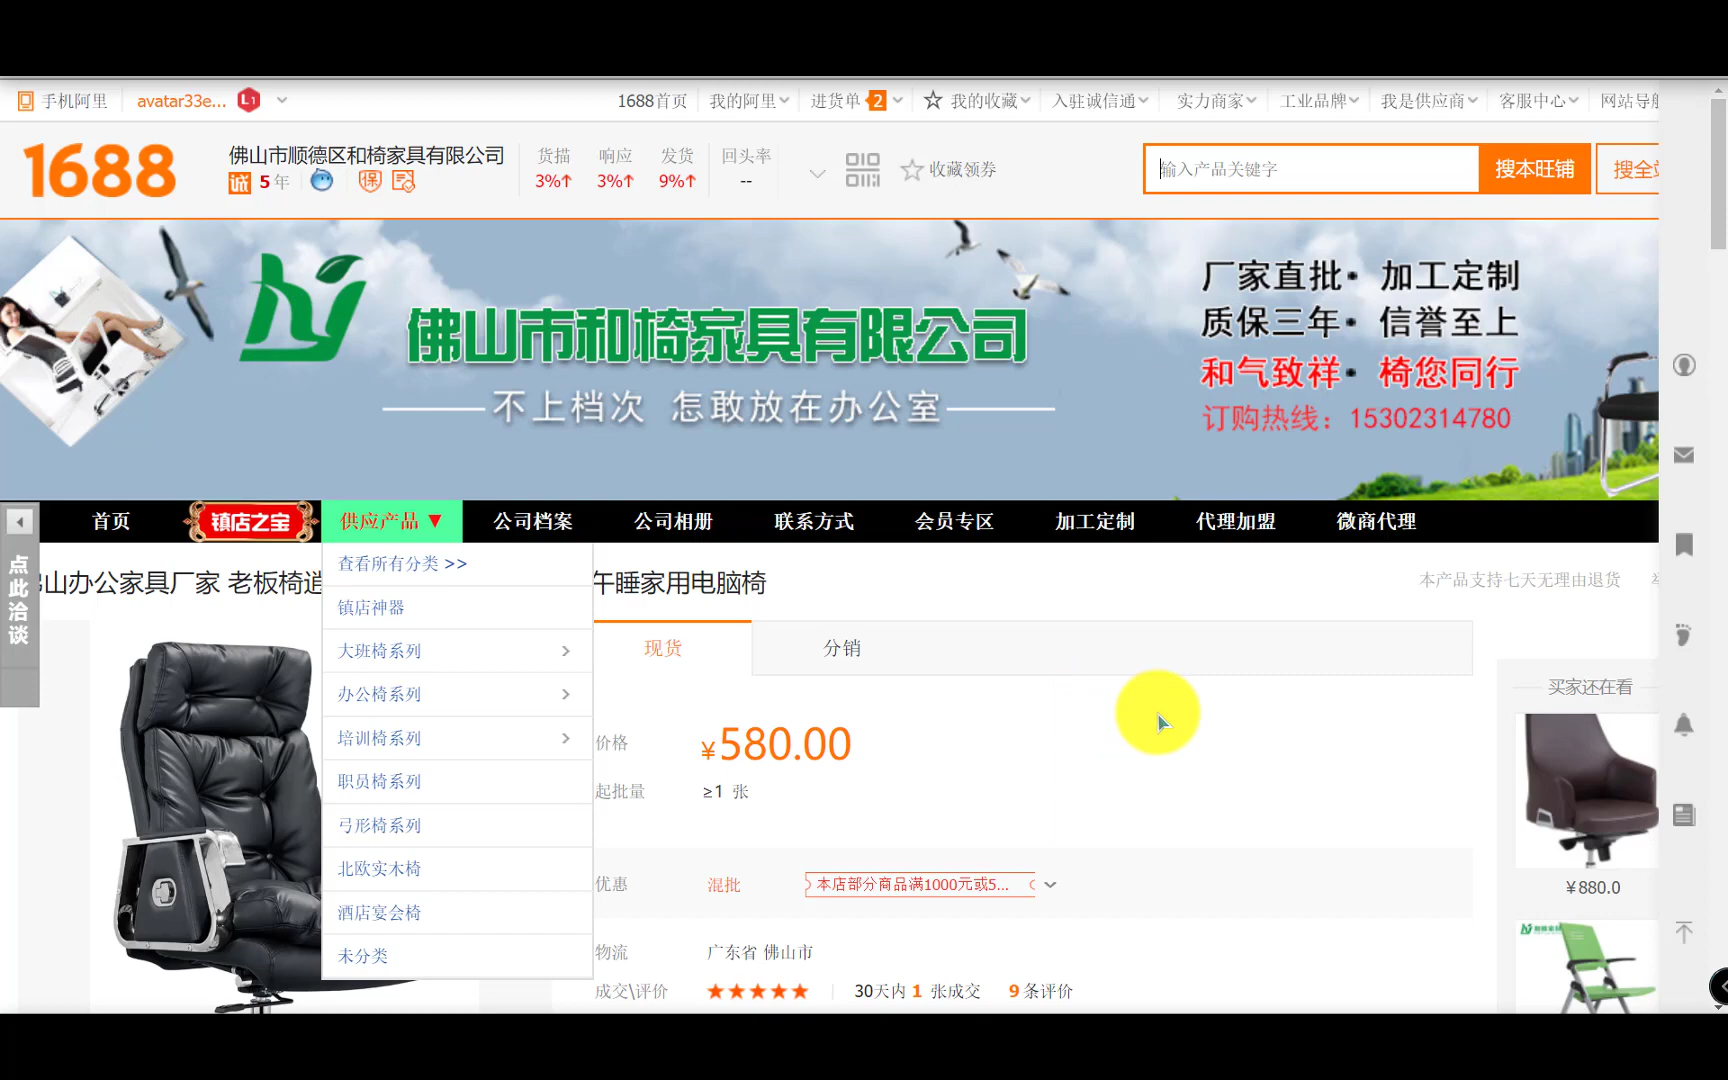 手机阿里 avatar33e... L1 1688首页 我的阿里 进货单 2 我的收藏 入驻诚信通 实力商家 工业品牌 我是供应商 客服中心 网站导航
1688 佛山市顺德区和椅家具有限公司 货描 响应 发货 回头率 收藏领券 输入产品关键字 搜本旺铺 搜全站
诚 5年 保 3%↑ 3%↑ 9%↑ --
佛山市和椅家具有限公司
不上档次 怎敢放在办公室
厂家直批• 加工定制
质保三年• 信誉至上
和气致祥• 椅您同行
订购热线：15302314780
首页 镇店之宝 供应产品▼ 公司档案 公司相册 联系方式 会员专区 加工定制 代理加盟 微商代理
点此洽谈
查看所有分类 >>
镇店神器
大班椅系列 >
办公椅系列 >
培训椅系列 >
职员椅系列
弓形椅系列
北欧实木椅
酒店宴会椅
未分类
山办公家具厂家 老板椅逍 午睡家用电脑椅
本产品支持七天无理由退货
现货 分销
价格 ¥580.00
起批量 ≥1 张
优惠 混批 本店部分商品满1000元或5...
物流 广东省 佛山市
成交\评价 ★★★★★ 30天内 1 张成交 9 条评价
买家还在看
¥880.0